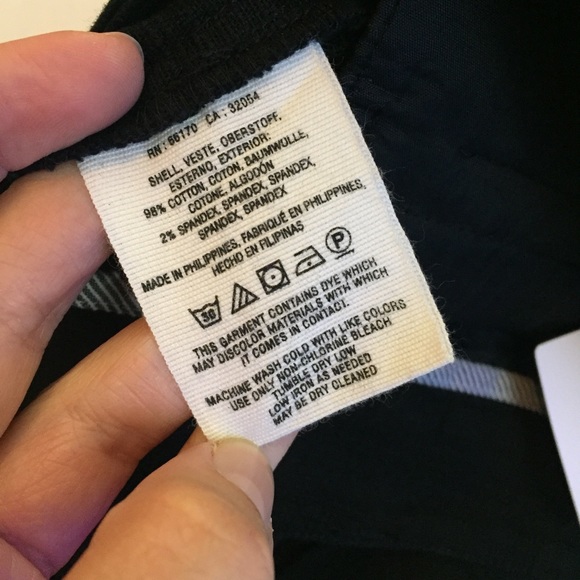 RN: 66170 CA. 32054
SHELL, VESTE, OBERSTOFF,
ESTERNO, EXTERIOR:
98% COTTON, COTON, BAUMWOLLE,
COTONE, ALGODON
2% SPANDEX, SPANDEX, SPANDEX,
SPANDEX, SPANDEX
MADE IN PHILIPPINES, FABRIQUÉ EN PHILIPPINES,
HECHO EN FILIPINAS
30 P
THIS GARMENT CONTAINS DYE WHICH
MAY DISCOLOR MATERIALS WITH WHICH
IT COMES IN CONTACT.
MACHINE WASH COLD WITH LIKE COLORS
USE ONLY NON-CHLORINE BLEACH
TUMBLE DRY LOW
LOW IRON AS NEEDED
MAY BE DRY CLEANED